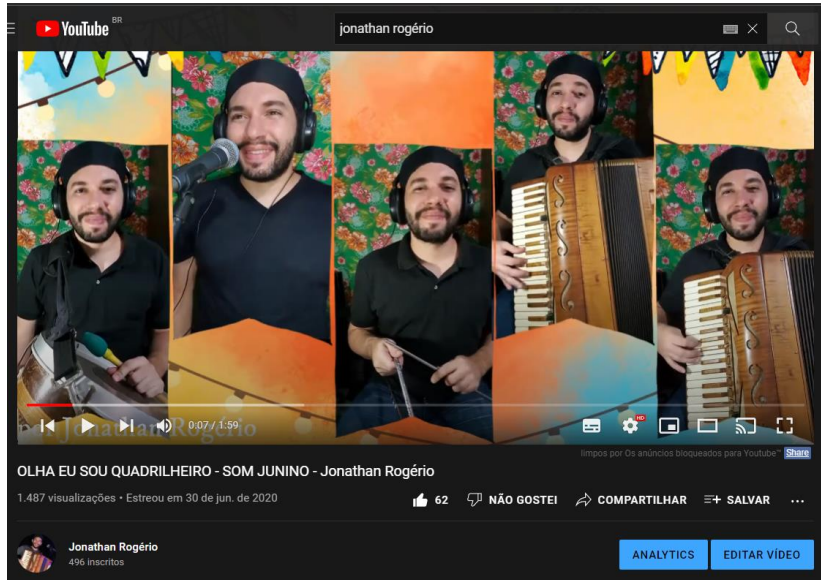 YouTube BR
jonathan rogério
por Jonathan Rogério
0:07 / 1:59
HD
limpos por Os anúncios bloqueados para Youtube™ Share
OLHA EU SOU QUADRILHEIRO - SOM JUNINO - Jonathan Rogério
1.487 visualizações • Estreou em 30 de jun. de 2020
62 NÃO GOSTEI COMPARTILHAR SALVAR ...
Jonathan Rogério
496 inscritos
ANALYTICS EDITAR VÍDEO